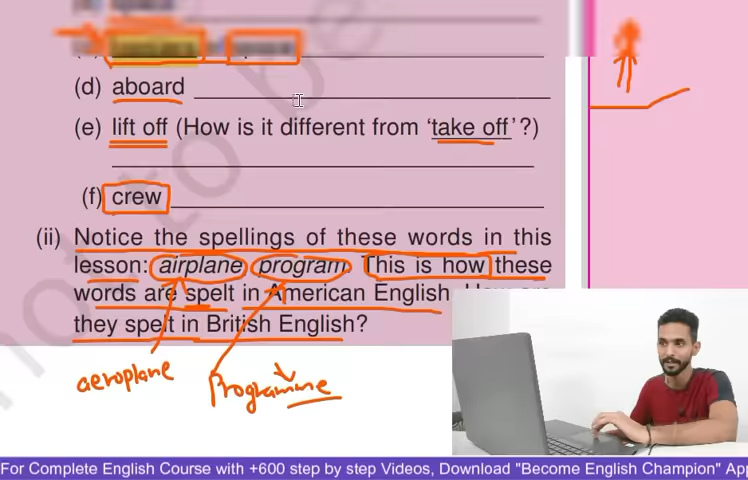 (d) aboard
(e) lift off (How is it different from 'take off'?)
(f) crew
(ii) Notice the spellings of these words in this
lesson: airplane program. This is how these
words are spelt in American English. How are
they spelt in British English?
aeroplane
Programme
For Complete English Course with +600 step by step Videos, Download "Become English Champion" Ap